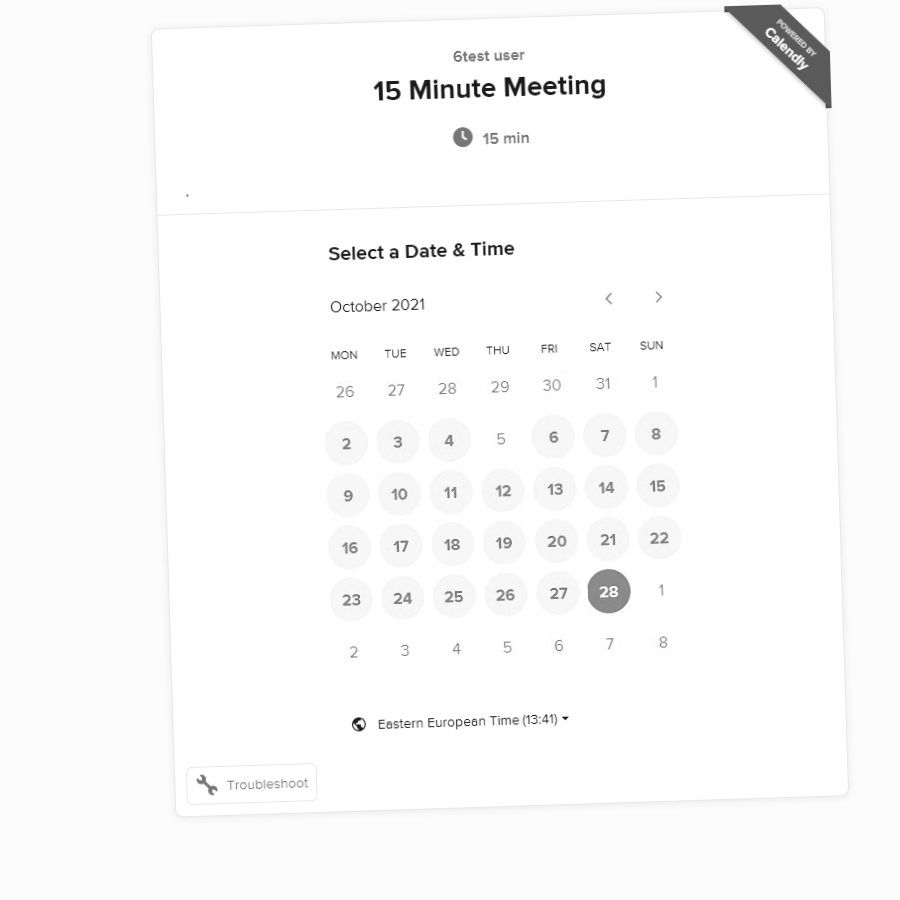 POWERED BY
Calendly
6test user
15 Minute Meeting
15 min
Select a Date & Time
October 2021
MON TUE WED THU FRI SAT SUN
26 27 28 29 30 31 1
2 3 4 5 6 7 8
9 10 11 12 13 14 15
16 17 18 19 20 21 22
23 24 25 26 27 28 1
2 3 4 5 6 7 8
Eastern European Time (13:41)
Troubleshoot